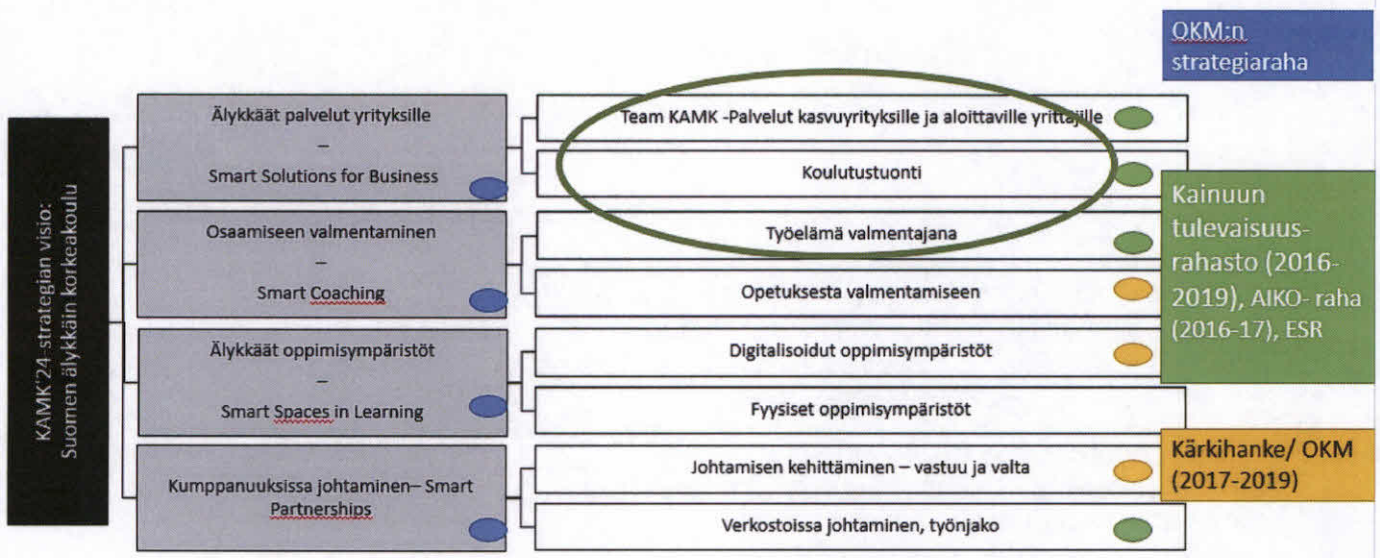 OKM:n
strategiaraha
KAMK'24-strategian visio:
Suomen älykkäin korkeakoulu
Älykkäät palvelut yrityksille
–
Smart Solutions for Business
Team KAMK -Palvelut kasvuyrityksille ja aloittaville yrittäjille
Koulutustuonti
Osaamiseen valmentaminen
–
Smart Coaching
Työelämä valmentajana
Opetuksesta valmentamiseen
Älykkäät oppimisympäristöt
–
Smart Spaces in Learning
Digitalisoidut oppimisympäristöt
Fyysiset oppimisympäristöt
Kumppanuuksissa johtaminen– Smart
Partnerships
Johtamisen kehittäminen – vastuu ja valta
Verkostoissa johtaminen, työnjako
Kainuun
tulevaisuus-
rahasto (2016-
2019), AIKO- raha
(2016-17), ESR
Kärkihanke/ OKM
(2017-2019)